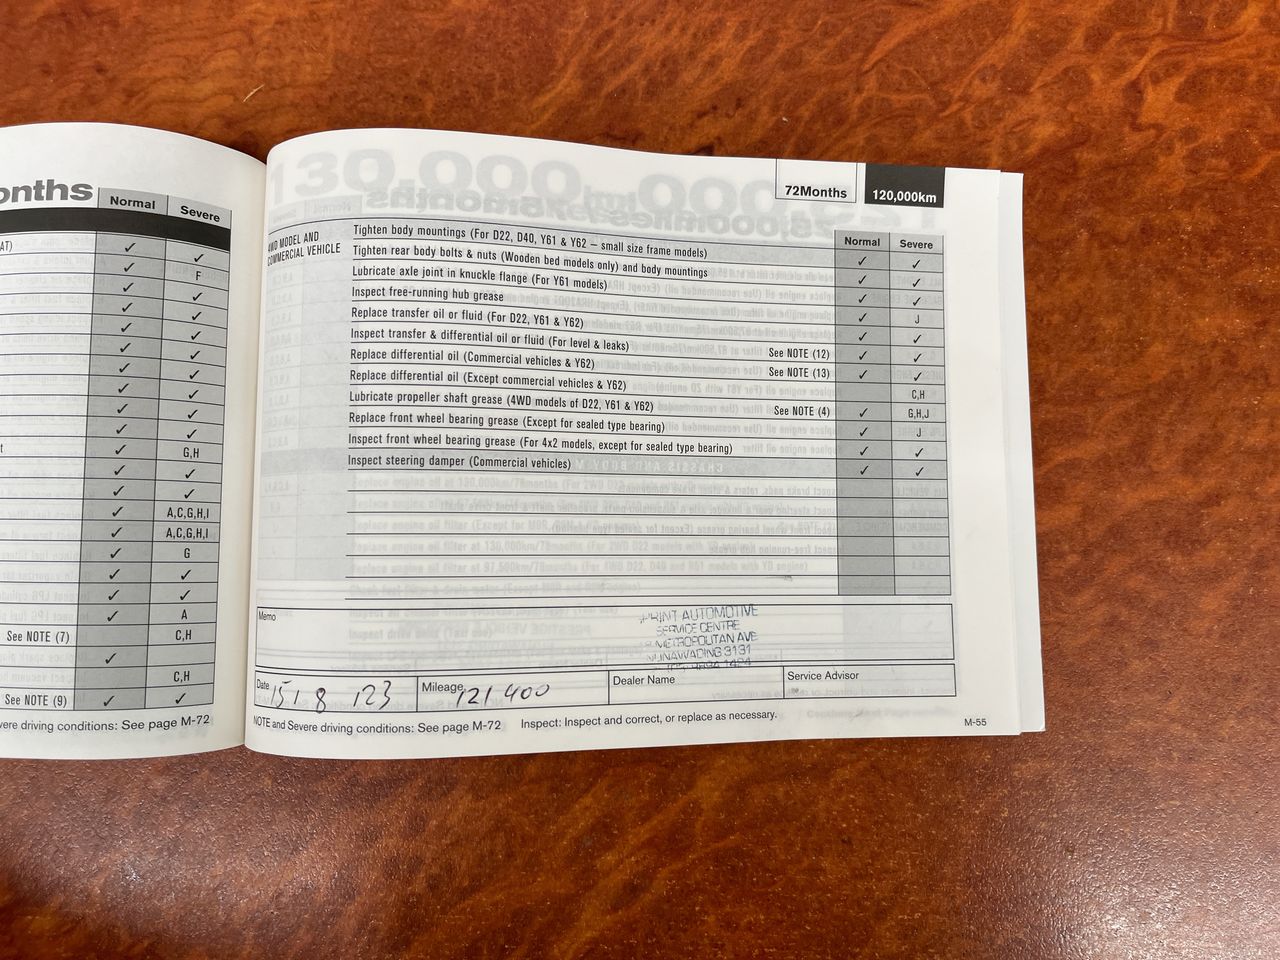 onths
Normal
Severe
AT)
F
t
G,H
A,C,G,H,I
A,C,G,H,I
G
A
See NOTE (7)
C,H
C,H
See NOTE (9)
vere driving conditions: See page M-72
72Months
120,000km
4WD MODEL AND
COMMERCIAL VEHICLE
Normal
Severe
Tighten body mountings (For D22, D40, Y61 & Y62 – small size frame models)
Tighten rear body bolts & nuts (Wooden bed models only) and body mountings
Lubricate axle joint in knuckle flange (For Y61 models)
Inspect free-running hub grease
J
Replace transfer oil or fluid (For D22, Y61 & Y62)
Inspect transfer & differential oil or fluid (For level & leaks)
See NOTE (12)
Replace differential oil (Commercial vehicles & Y62)
See NOTE (13)
Replace differential oil (Except commercial vehicles & Y62)
C,H
Lubricate propeller shaft grease (4WD models of D22, Y61 & Y62)
See NOTE (4)
G,H,J
Replace front wheel bearing grease (Except for sealed type bearing)
J
Inspect front wheel bearing grease (For 4x2 models, except for sealed type bearing)
Inspect steering damper (Commercial vehicles)
Memo
AUTOMOTIVE
SERVICE CENTRE
METROPOLITAN AVE
NUNAWADING 3131
Date 15/8/23
Mileage 121400
Dealer Name
Service Advisor
NOTE and Severe driving conditions: See page M-72
Inspect: Inspect and correct, or replace as necessary.
M-55